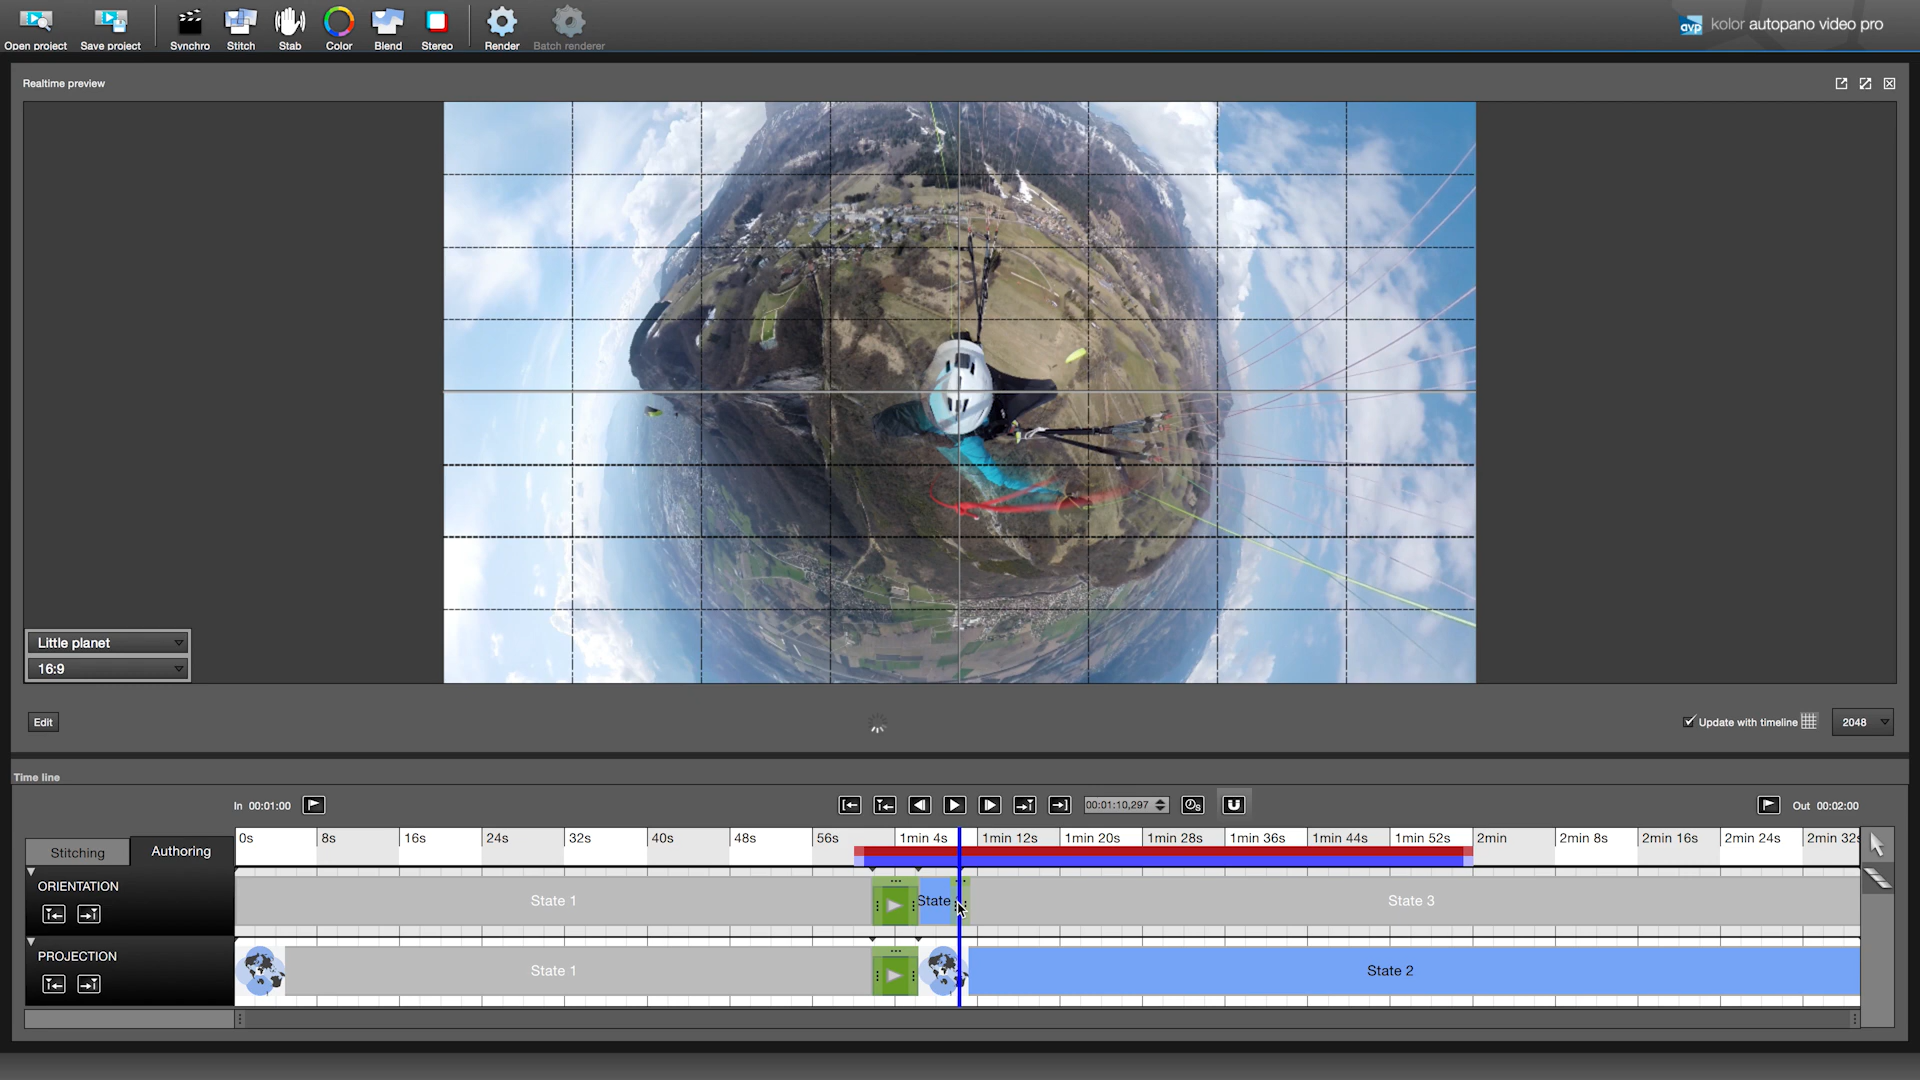 Open project Save project Synchro Stitch Stab Color Blend Stereo Render Batch renderer
avp kolor autopano video pro
Realtime preview
Little planet
16:9
Edit
Update with timeline 2048
Time line
In 00:01:00 00:01:10,297 Out 00:02:00
0s 8s 16s 24s 32s 40s 48s 56s 1min 4s 1min 12s 1min 20s 1min 28s 1min 36s 1min 44s 1min 52s 2min 2min 8s 2min 16s 2min 24s 2min 32s
Stitching Authoring
ORIENTATION
State 1 State State 3
PROJECTION
State 1 State 2